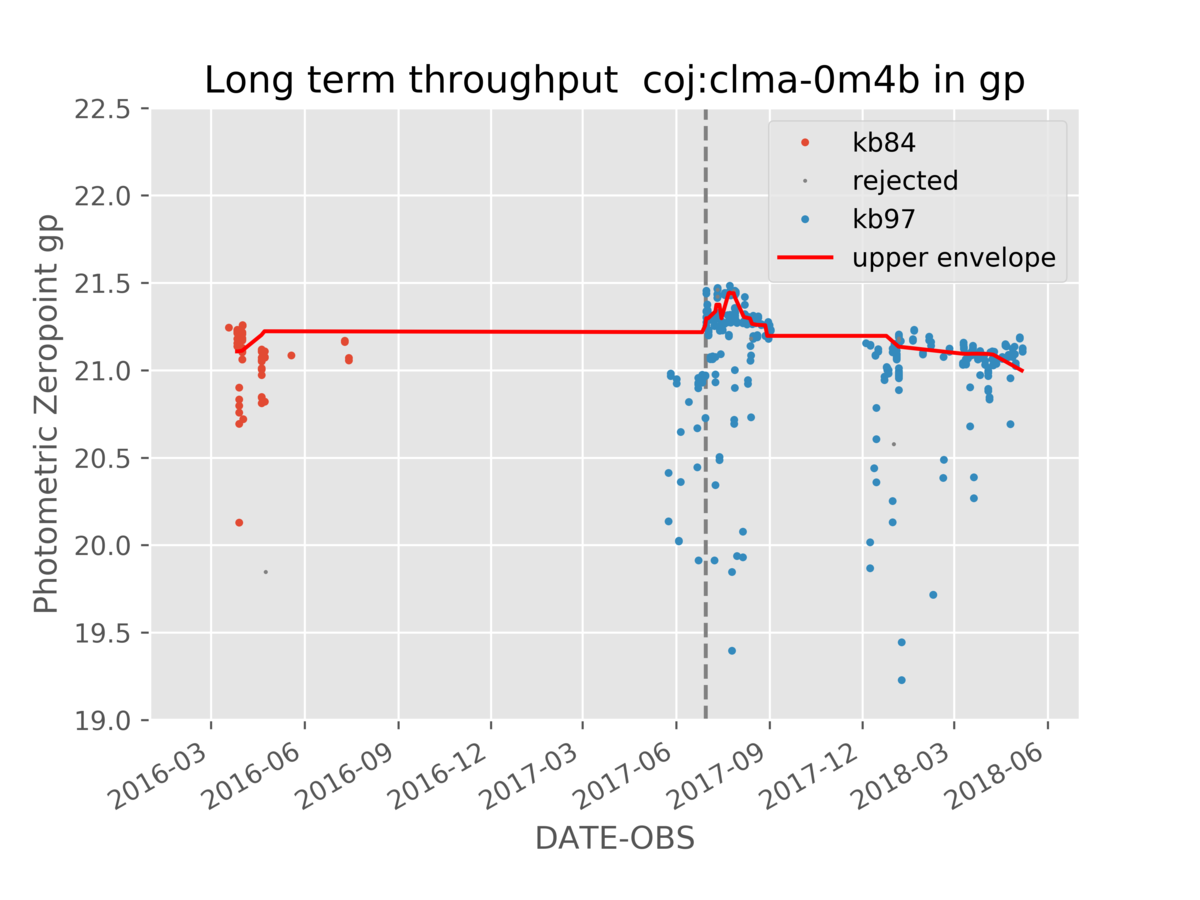 Long term throughput  coj:clma-0m4b in gp
22.5
22.0
21.5
21.0
20.5
20.0
19.5
19.0
Photometric Zeropoint gp
kb84
rejected
kb97
upper envelope
2016-03
2016-06
2016-09
2016-12
2017-03
2017-06
2017-09
2017-12
2018-03
2018-06
DATE-OBS